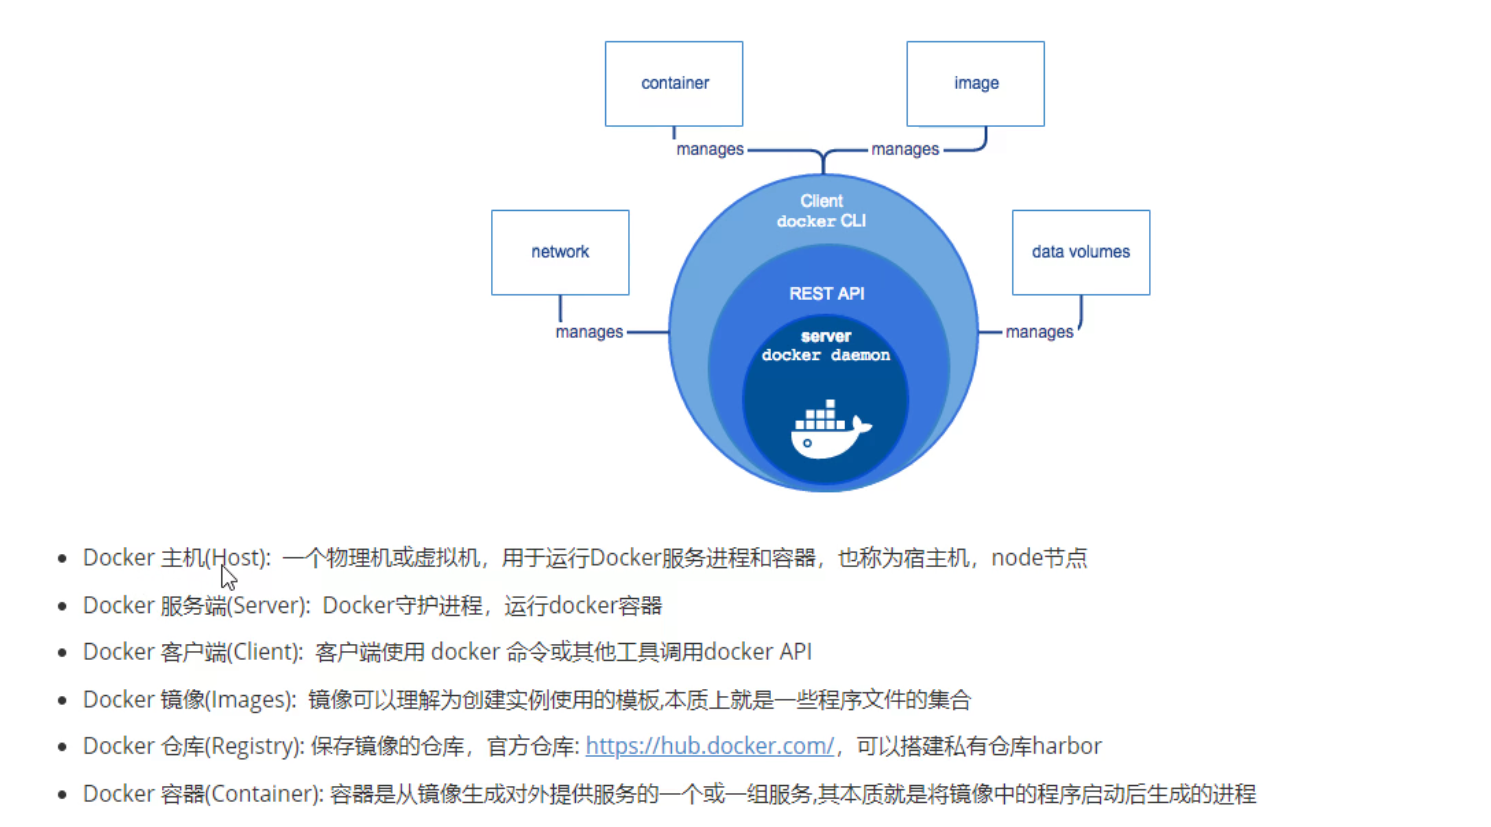 container
image
manages
manages
Client
docker CLI
network
data volumes
REST API
manages
manages
server
docker daemon
Docker 主机(Host): 一个物理机或虚拟机，用于运行Docker服务进程和容器，也称为宿主机，node节点
Docker 服务端(Server): Docker守护进程，运行docker容器
Docker 客户端(Client): 客户端使用 docker 命令或其他工具调用docker API
Docker 镜像(Images): 镜像可以理解为创建实例使用的模板,本质上就是一些程序文件的集合
Docker 仓库(Registry): 保存镜像的仓库，官方仓库: https://hub.docker.com/，可以搭建私有仓库harbor
Docker 容器(Container): 容器是从镜像生成对外提供服务的一个或一组服务,其本质就是将镜像中的程序启动后生成的进程